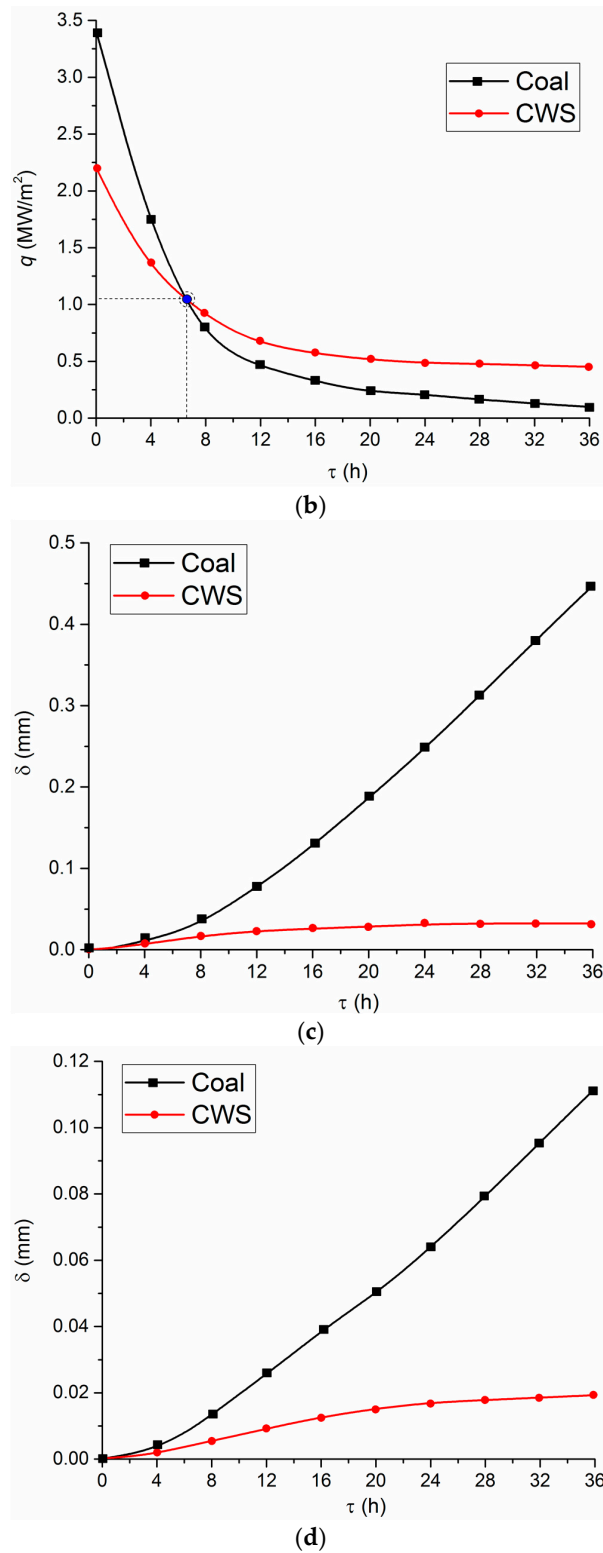 3.5
3.0
2.5
2.0
1.5
1.0
0.5
0.0
q (MW/m²)
Coal
CWS
0 4 8 12 16 20 24 28 32 36
τ (h)
(b)
0.5
0.4
0.3
0.2
0.1
0.0
δ (mm)
Coal
CWS
0 4 8 12 16 20 24 28 32 36
τ (h)
(c)
0.12
0.10
0.08
0.06
0.04
0.02
0.00
δ (mm)
Coal
CWS
0 4 8 12 16 20 24 28 32 36
τ (h)
(d)